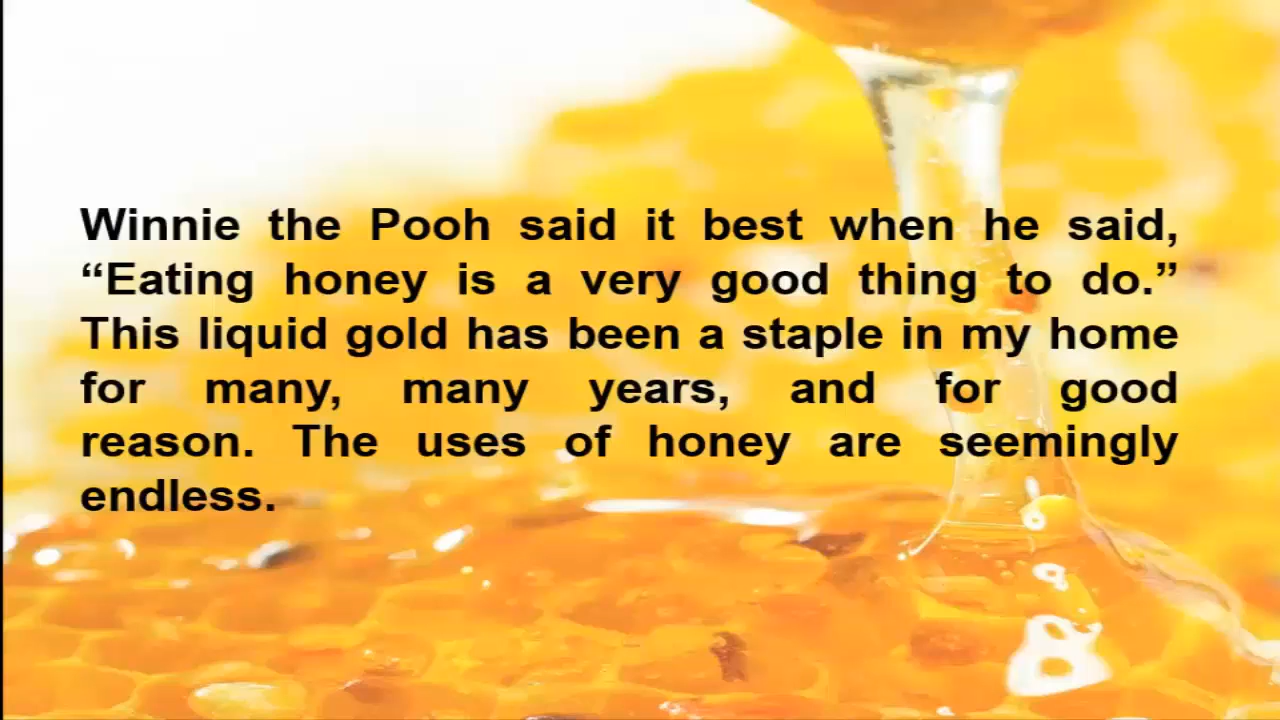 Winnie the Pooh said it best when he said,
“Eating honey is a very good thing to do.”
This liquid gold has been a staple in my home
for many, many years, and for good
reason. The uses of honey are seemingly
endless.